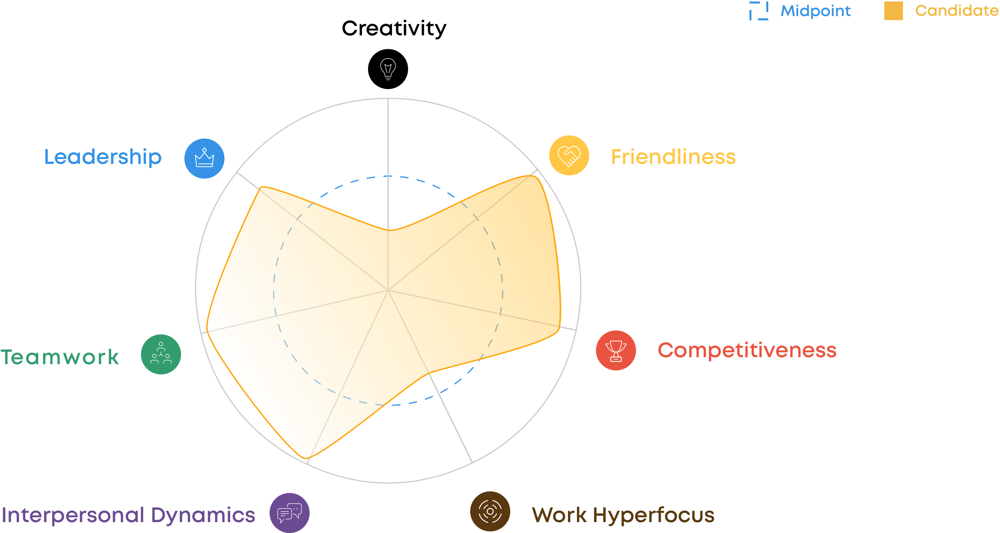 Midpoint
Candidate
Creativity
Leadership
Friendliness
Teamwork
Competitiveness
Interpersonal Dynamics
Work Hyperfocus